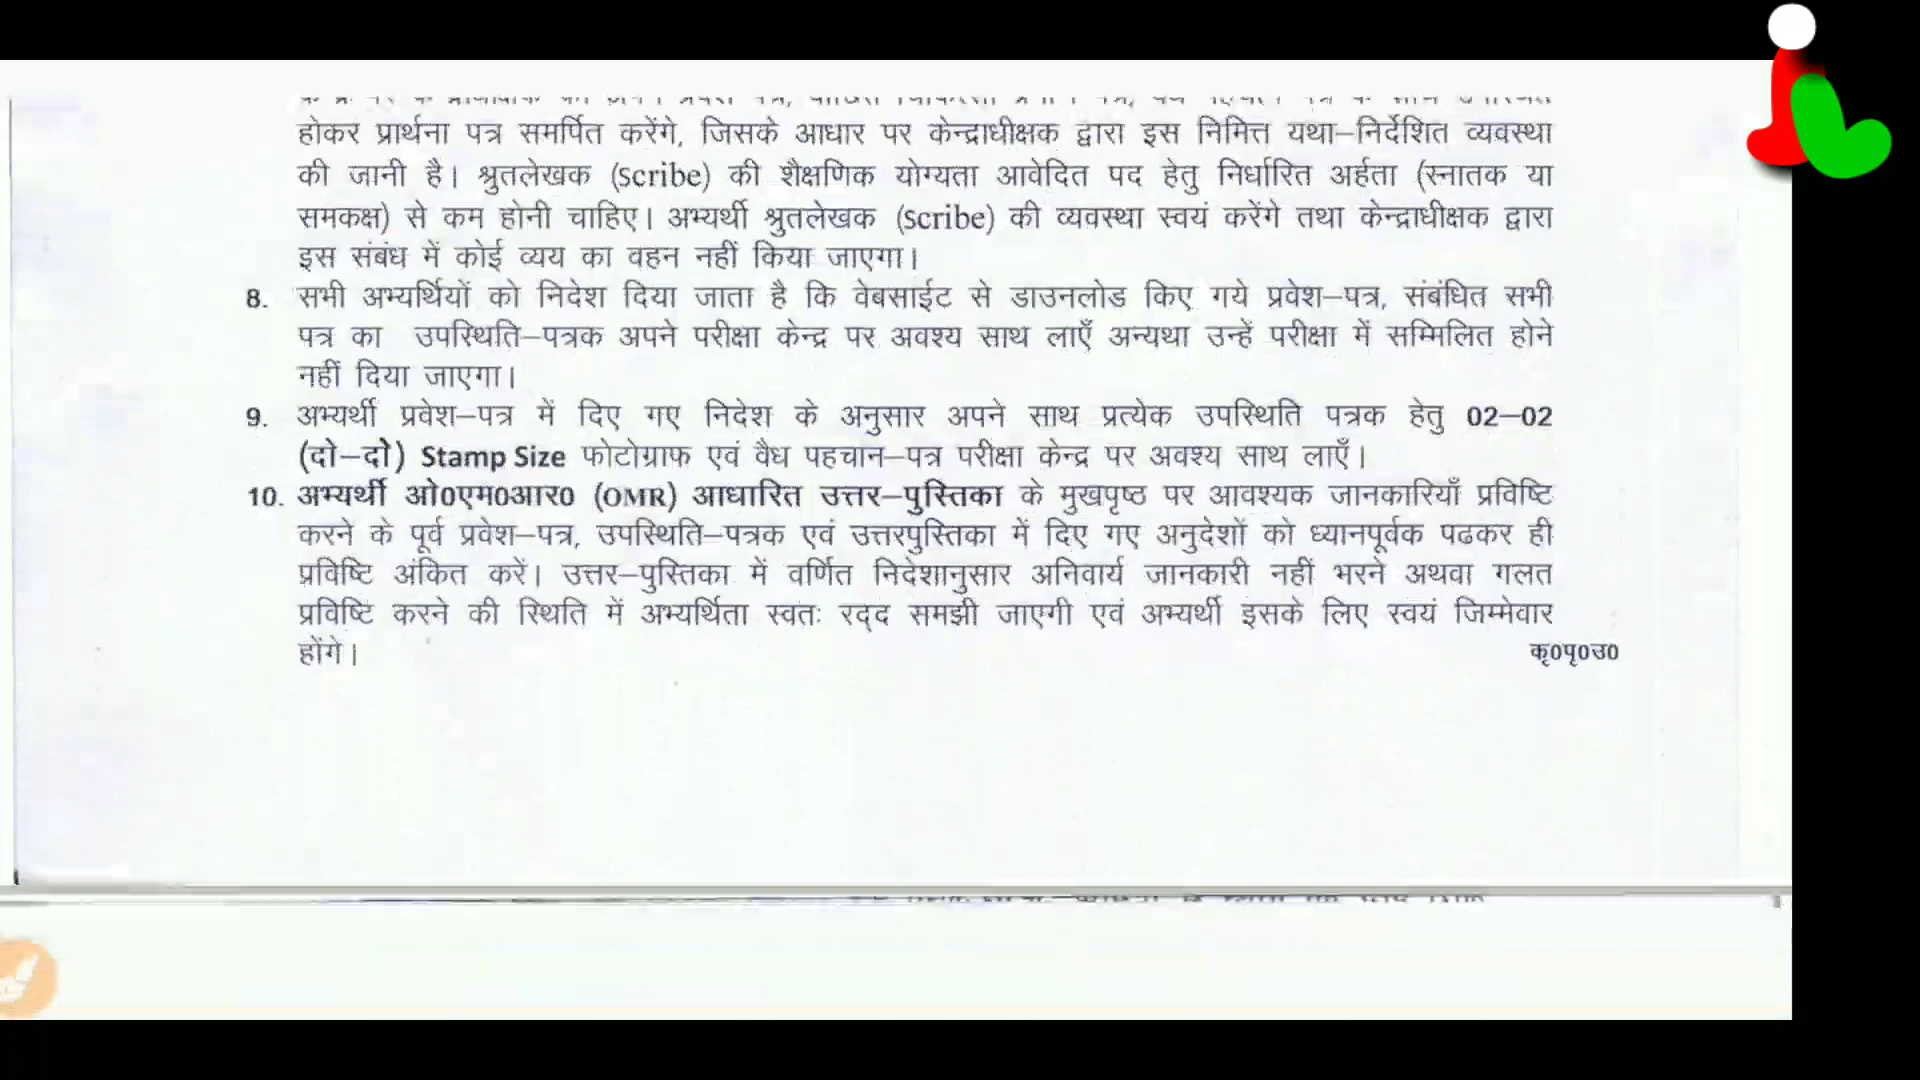 होकर प्रार्थना पत्र समर्पित करेंगे, जिसके आधार पर केन्द्राधीक्षक द्वारा इस निमित्त यथा–निर्देशित व्यवस्था
की जानी है। श्रुतलेखक (Scribe) की शैक्षणिक योग्यता आवेदित पद हेतु निर्धारित अर्हता (स्नातक या
समकक्ष) से कम होनी चाहिए। अभ्यर्थी श्रुतलेखक (Scribe) की व्यवस्था स्वयं करेंगे तथा केन्द्राधीक्षक द्वारा
इस संबंध में कोई व्यय का वहन नहीं किया जाएगा।
8. सभी अभ्यर्थियों को निदेश दिया जाता है कि वेबसाईट से डाउनलोड किए गये प्रवेश–पत्र, संबंधित सभी
पत्र का उपस्थिति–पत्रक अपने परीक्षा केन्द्र पर अवश्य साथ लाएँ अन्यथा उन्हें परीक्षा में सम्मिलित होने
नहीं दिया जाएगा।
9. अभ्यर्थी प्रवेश–पत्र में दिए गए निदेश के अनुसार अपने साथ प्रत्येक उपस्थिति पत्रक हेतु 02–02
(दो–दो) Stamp Size फोटोग्राफ एवं वैध पहचान–पत्र परीक्षा केन्द्र पर अवश्य साथ लाएँ।
10. अभ्यर्थी ओ0एम0आर0 (OMR) आधारित उत्तर–पुस्तिका के मुखपृष्ठ पर आवश्यक जानकारियाँ प्रविष्टि
करने के पूर्व प्रवेश–पत्र, उपस्थिति–पत्रक एवं उत्तरपुस्तिका में दिए गए अनुदेशों को ध्यानपूर्वक पढकर ही
प्रविष्टि अंकित करें। उत्तर–पुस्तिका में वर्णित निदेशानुसार अनिवार्य जानकारी नहीं भरने अथवा गलत
प्रविष्टि करने की स्थिति में अभ्यर्थिता स्वतः रद्द समझी जाएगी एवं अभ्यर्थी इसके लिए स्वयं जिम्मेवार
होंगे।
कृ0पृ0उ0